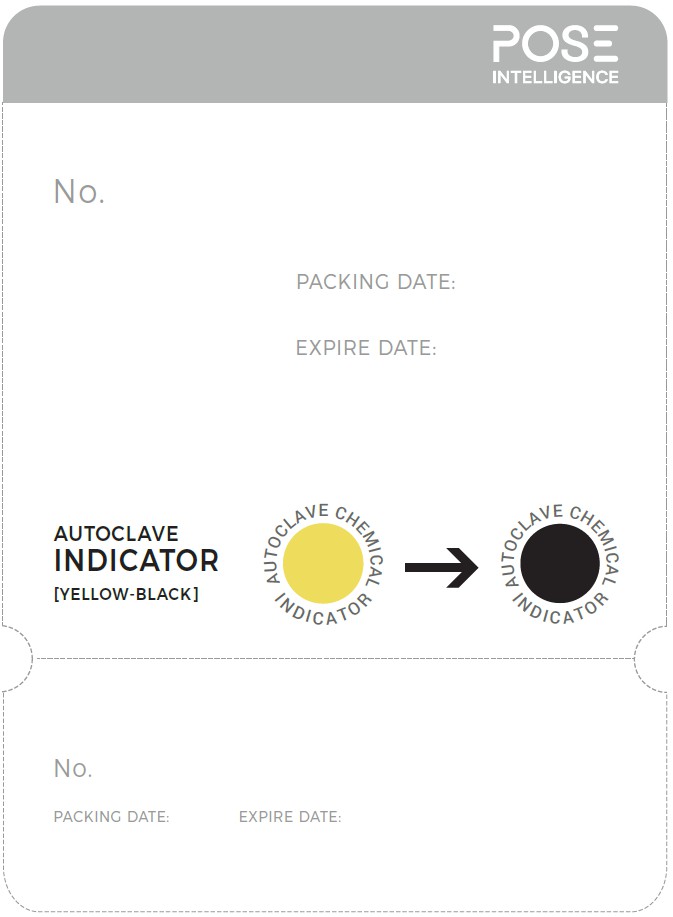 POSE
INTELLIGENCE
No.
PACKING DATE:
EXPIRE DATE:
AUTOCLAVE
INDICATOR
[YELLOW-BLACK]
AUTOCLAVE CHEMICAL INDICATOR
AUTOCLAVE CHEMICAL INDICATOR
No.
PACKING DATE: EXPIRE DATE: